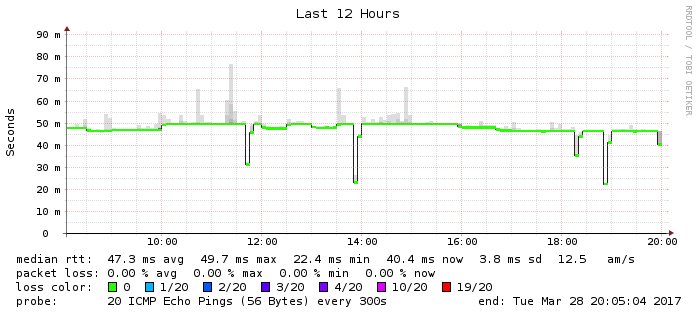 Last 12 Hours
RRDTOOL / TOBI OETIKER
Seconds
90 m
80 m
70 m
60 m
50 m
40 m
30 m
20 m
10 m
0
10:00 12:00 14:00 16:00 18:00 20:00
median rtt: 47.3 ms avg 49.7 ms max 22.4 ms min 40.4 ms now 3.8 ms sd 12.5 am/s
packet loss: 0.00 % avg 0.00 % max 0.00 % min 0.00 % now
loss color: 0 1/20 2/20 3/20 4/20 10/20 19/20
probe: 20 ICMP Echo Pings (56 Bytes) every 300s end: Tue Mar 28 20:05:04 2017